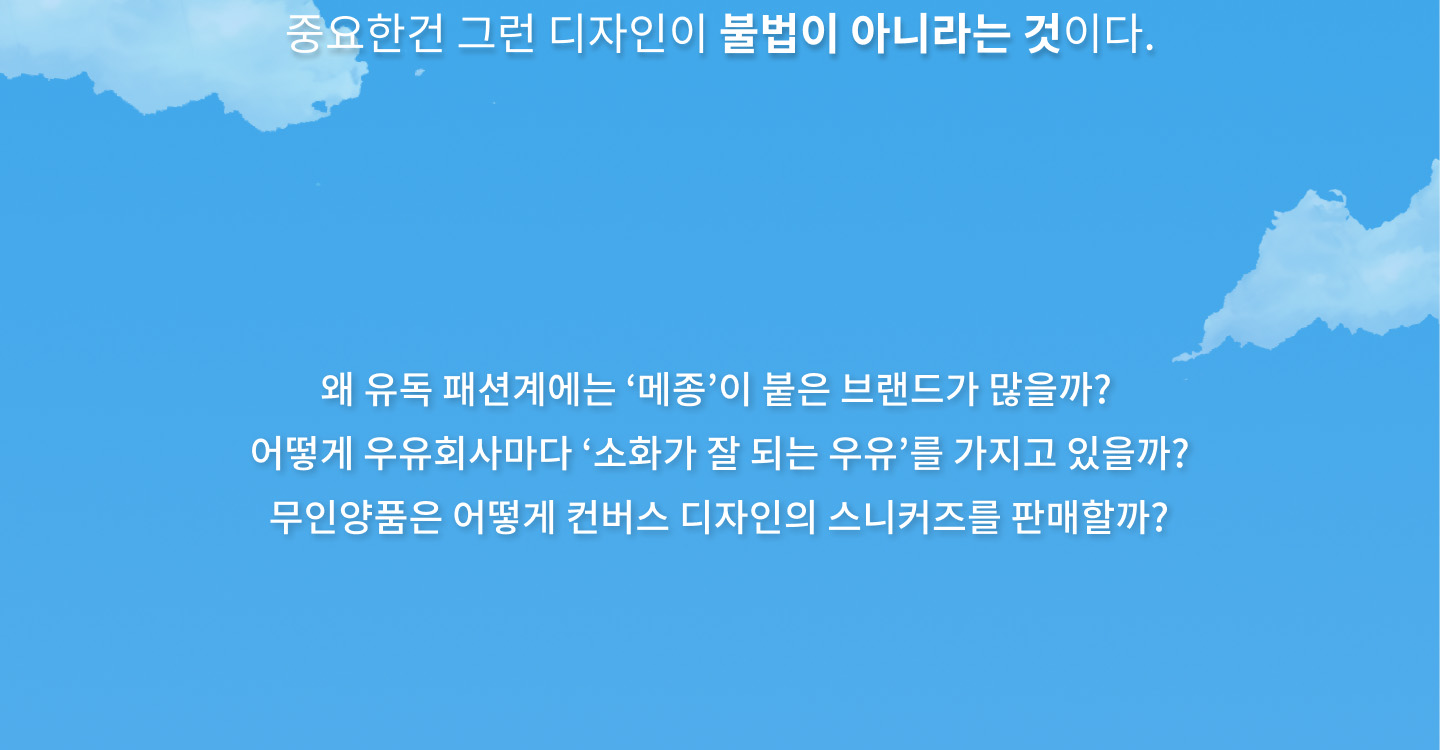 중요한건 그런 디자인이 불법이 아니라는 것이다.
왜 유독 패션계에는 ‘메종’이 붙은 브랜드가 많을까?
어떻게 우유회사마다 ‘소화가 잘 되는 우유’를 가지고 있을까?
무인양품은 어떻게 컨버스 디자인의 스니커즈를 판매할까?